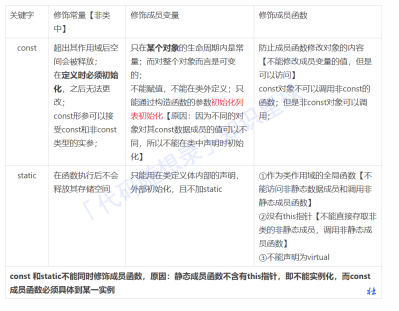 关键字
修饰常量【非类中】
修饰成员变量
修饰成员函数
const
超出其作用域后空
间会被释放;
在定义时必须初始
化，之后无法更
改;
const形参可以接
受const和非const
类型的实参;
只在某个对象的生命周期内是常
量；而对整个对象而言是可变
的；
不能赋值，不能在类外定义；只
能通过构造函数的参数初始化列
表初始化【原因：因为不同的对
象对其const数据成员的值可以不
同，所以不能在类中声明时初始
化】
防止成员函数修改对象的内容
【不能修改成员变量的值，但是
可以访问】
const对象不可以调用非const的
函数；但是非const对象可以调
用；
static
在函数执行后不会
释放其存储空间
只能用在类定义体内部的声明，
外部初始化，且不加static
①作为类作用域的全局函数【不
能访问非静态数据成员和调用非
静态成员函数】
②没有this指针【不能直接存取非
类的非静态成员，调用非静态成
员函数】
③不能声明为virtual
const 和static不能同时修饰成员函数，原因：静态成员函数不含有this指针，即不能实例化，而const
成员函数必须具体到某一实例